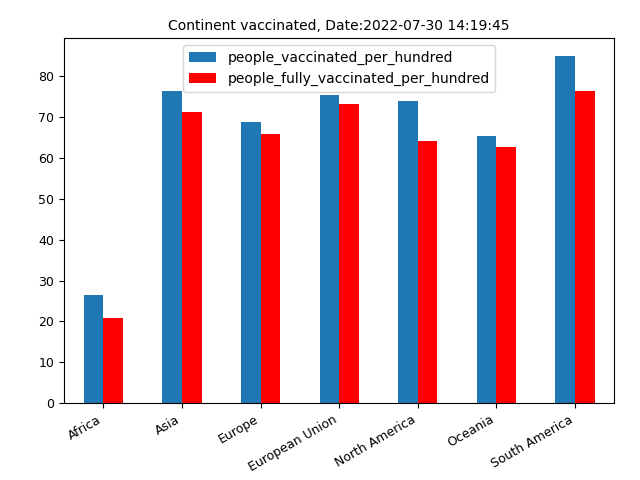 Continent vaccinated, Date:2022-07-30 14:19:45
people_vaccinated_per_hundred
people_fully_vaccinated_per_hundred
80
70
60
50
40
30
20
10
0
Africa
Asia
Europe
European Union
North America
Oceania
South America